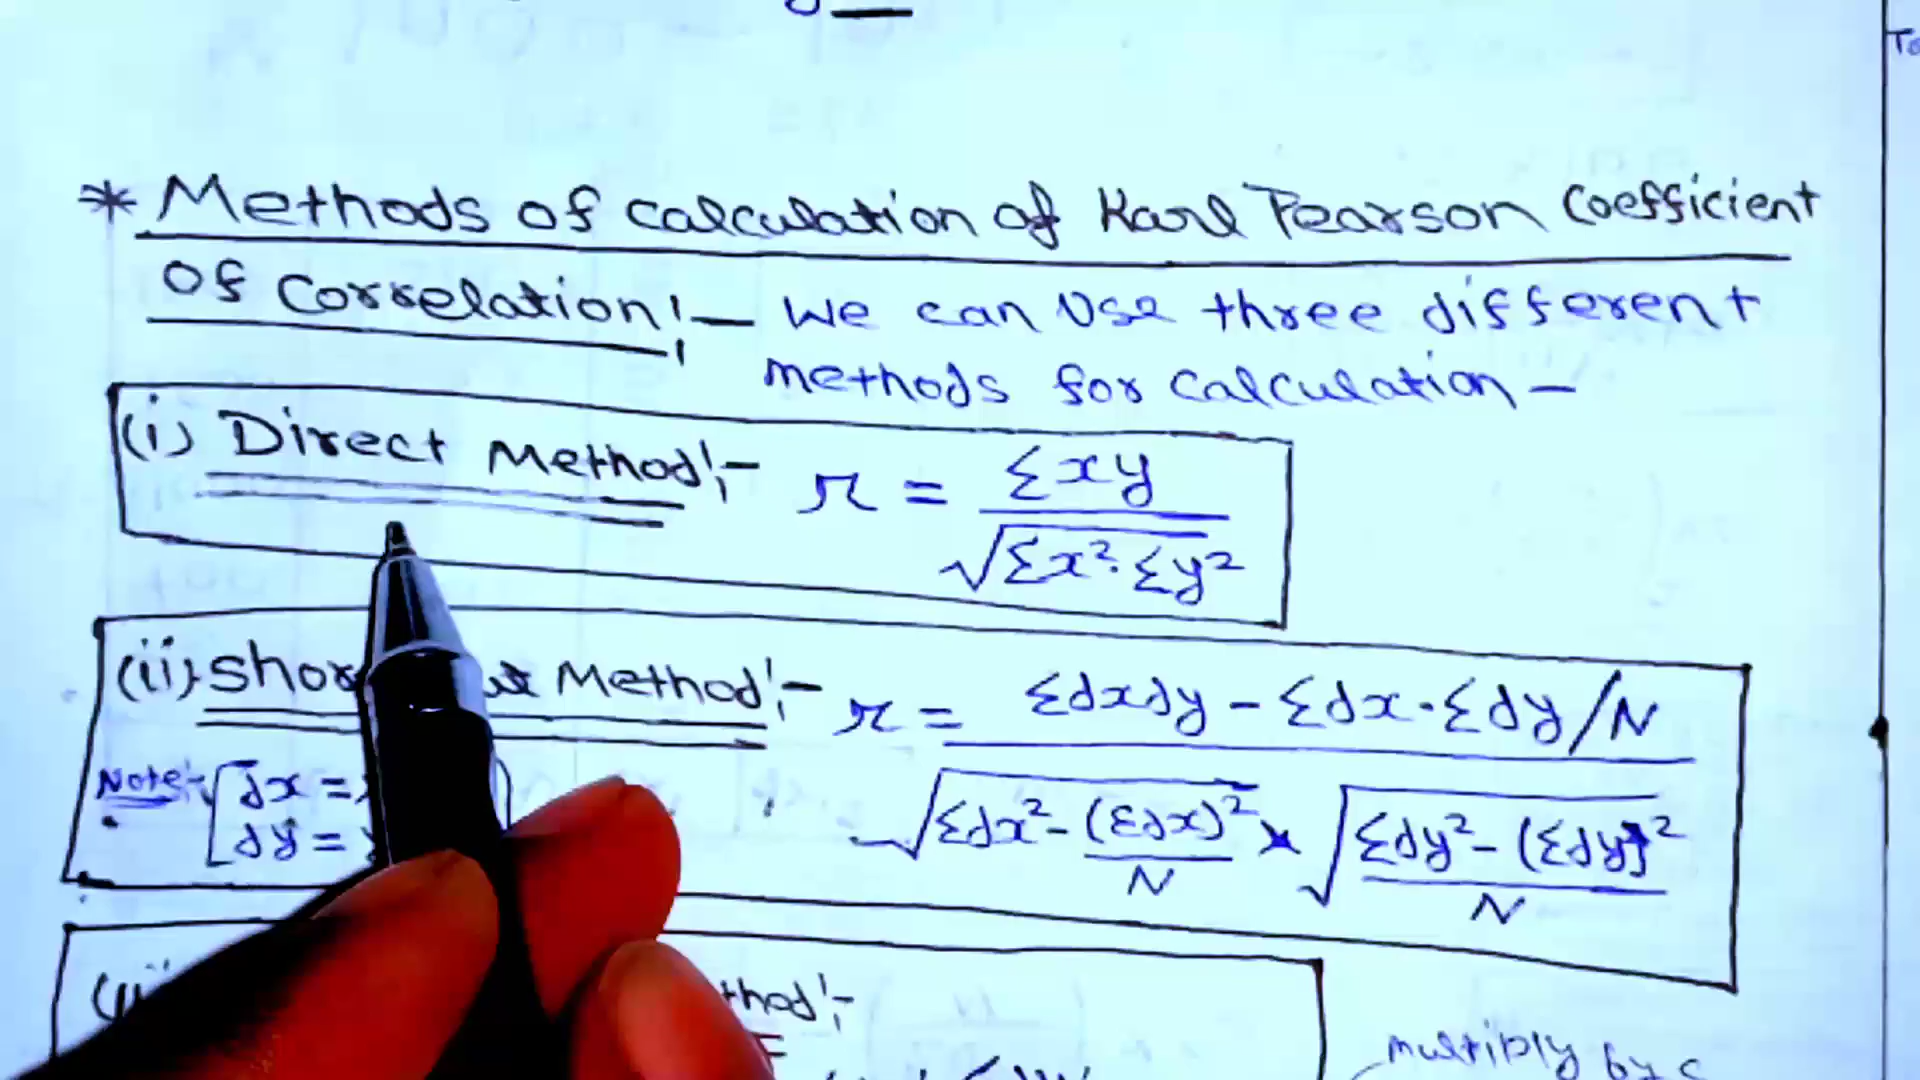 * Methods of calculation of Karl Pearson Coefficient
of Correlation:— We can use three different
methods for calculation —
(i) Direct Method:- r = Σxy / √Σx²·Σy²
(ii) Method:- r = Σdxdy - Σdx·Σdy/N / √Σdx² - (Σdx)²/N × √Σdy² - (Σdy)²/N
Note:- dx =
dy =
multiply by